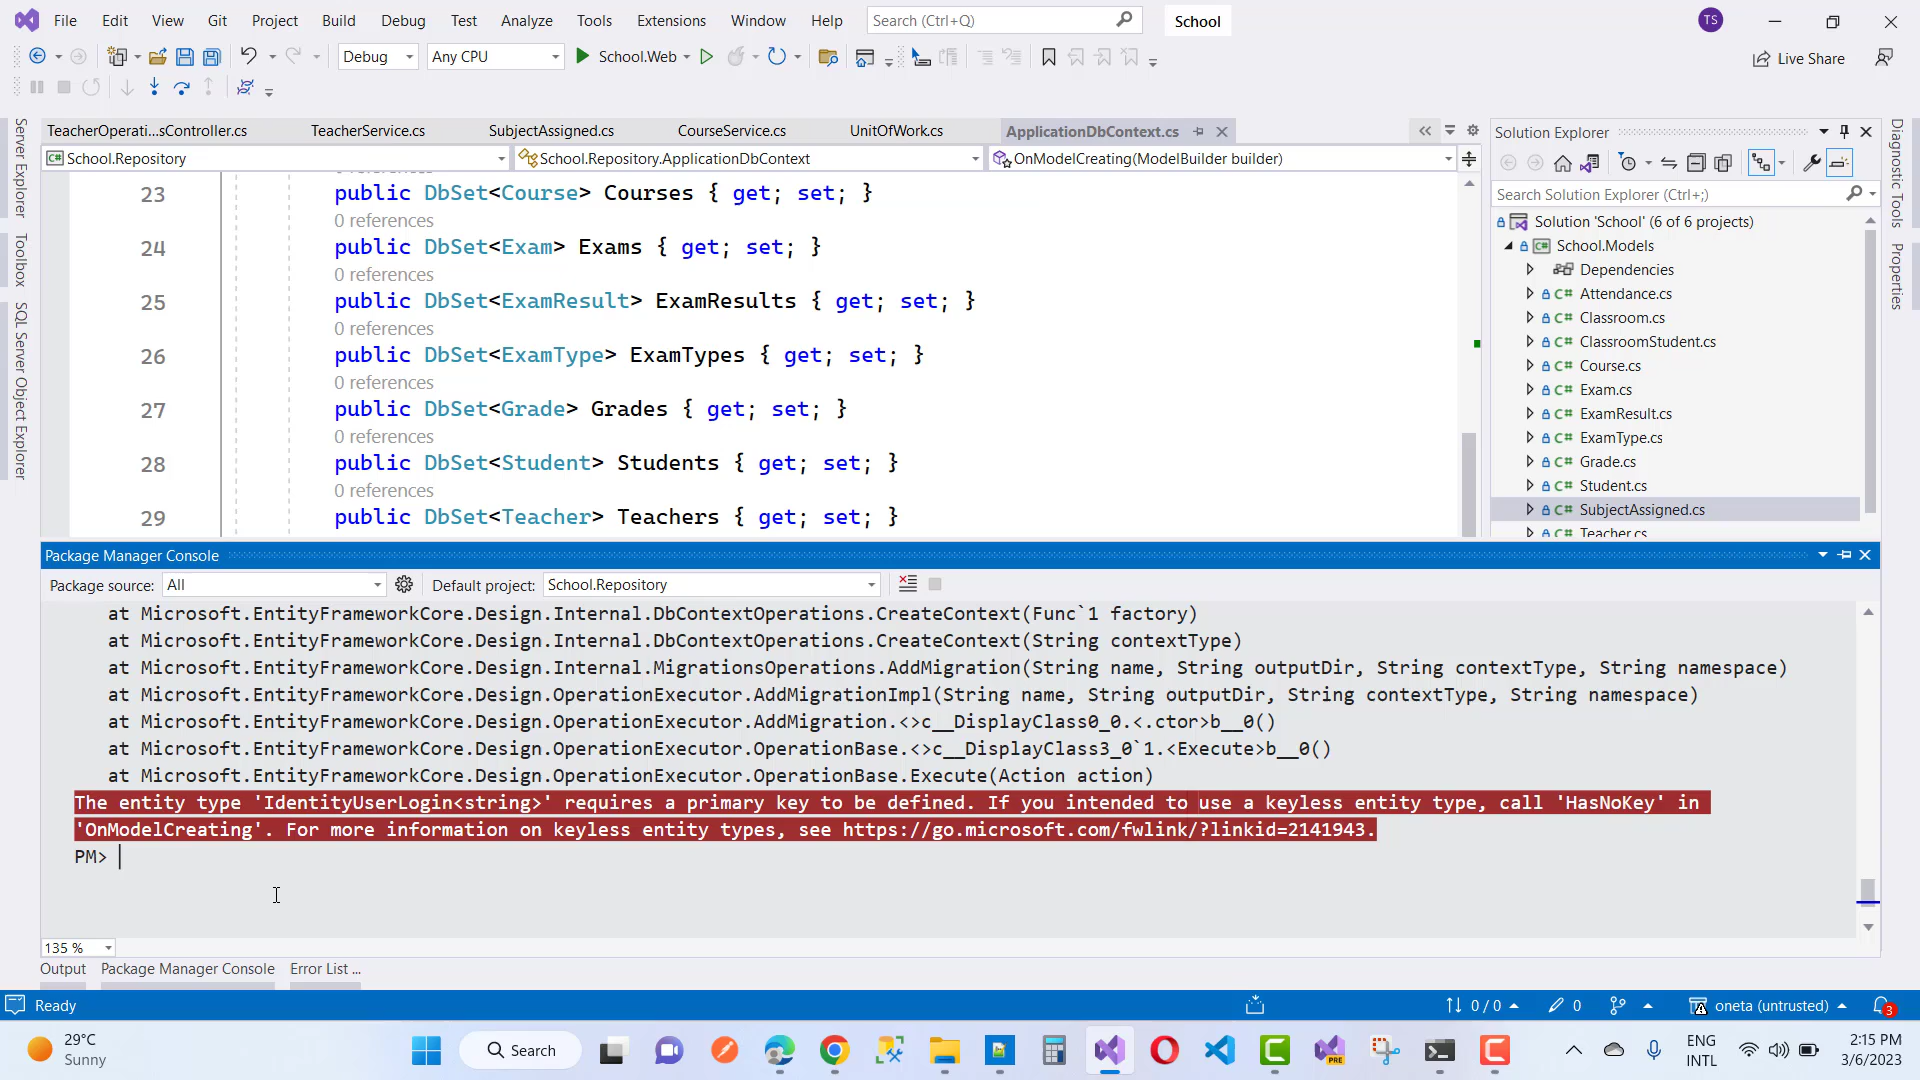 File Edit View Git Project Build Debug Test Analyze Tools Extensions Window Help Search (Ctrl+Q) School TS
Debug Any CPU School.Web Live Share
TeacherOperati...sController.cs TeacherService.cs SubjectAssigned.cs CourseService.cs UnitOfWork.cs ApplicationDbContext.cs
School.Repository School.Repository.ApplicationDbContext OnModelCreating(ModelBuilder builder)
23 public DbSet<Course> Courses { get; set; }
0 references
24 public DbSet<Exam> Exams { get; set; }
0 references
25 public DbSet<ExamResult> ExamResults { get; set; }
0 references
26 public DbSet<ExamType> ExamTypes { get; set; }
0 references
27 public DbSet<Grade> Grades { get; set; }
0 references
28 public DbSet<Student> Students { get; set; }
0 references
29 public DbSet<Teacher> Teachers { get; set; }
Server Explorer
Toolbox
SQL Server Object Explorer
Solution Explorer
Search Solution Explorer (Ctrl+;)
Solution 'School' (6 of 6 projects)
School.Models
Dependencies
C# Attendance.cs
C# Classroom.cs
C# ClassroomStudent.cs
C# Course.cs
C# Exam.cs
C# ExamResult.cs
C# ExamType.cs
C# Grade.cs
C# Student.cs
C# SubjectAssigned.cs
Teacher.cs
Diagnostic Tools
Properties
Package Manager Console
Package source: All Default project: School.Repository
at Microsoft.EntityFrameworkCore.Design.Internal.DbContextOperations.CreateContext(Func`1 factory)
at Microsoft.EntityFrameworkCore.Design.Internal.DbContextOperations.CreateContext(String contextType)
at Microsoft.EntityFrameworkCore.Design.Internal.MigrationsOperations.AddMigration(String name, String outputDir, String contextType, String namespace)
at Microsoft.EntityFrameworkCore.Design.OperationExecutor.AddMigrationImpl(String name, String outputDir, String contextType, String namespace)
at Microsoft.EntityFrameworkCore.Design.OperationExecutor.AddMigration.<>c__DisplayClass0_0.<.ctor>b__0()
at Microsoft.EntityFrameworkCore.Design.OperationExecutor.OperationBase.<>c__DisplayClass3_0`1.<Execute>b__0()
at Microsoft.EntityFrameworkCore.Design.OperationExecutor.OperationBase.Execute(Action action)
The entity type 'IdentityUserLogin<string>' requires a primary key to be defined. If you intended to use a keyless entity type, call 'HasNoKey' in
'OnModelCreating'. For more information on keyless entity types, see https://go.microsoft.com/fwlink/?linkid=2141943.
PM>
135 %
Output Package Manager Console Error List ...
Ready 0 / 0 0 oneta (untrusted) 3
29°C
Sunny
Search
PRE
ENG
INTL
2:15 PM
3/6/2023